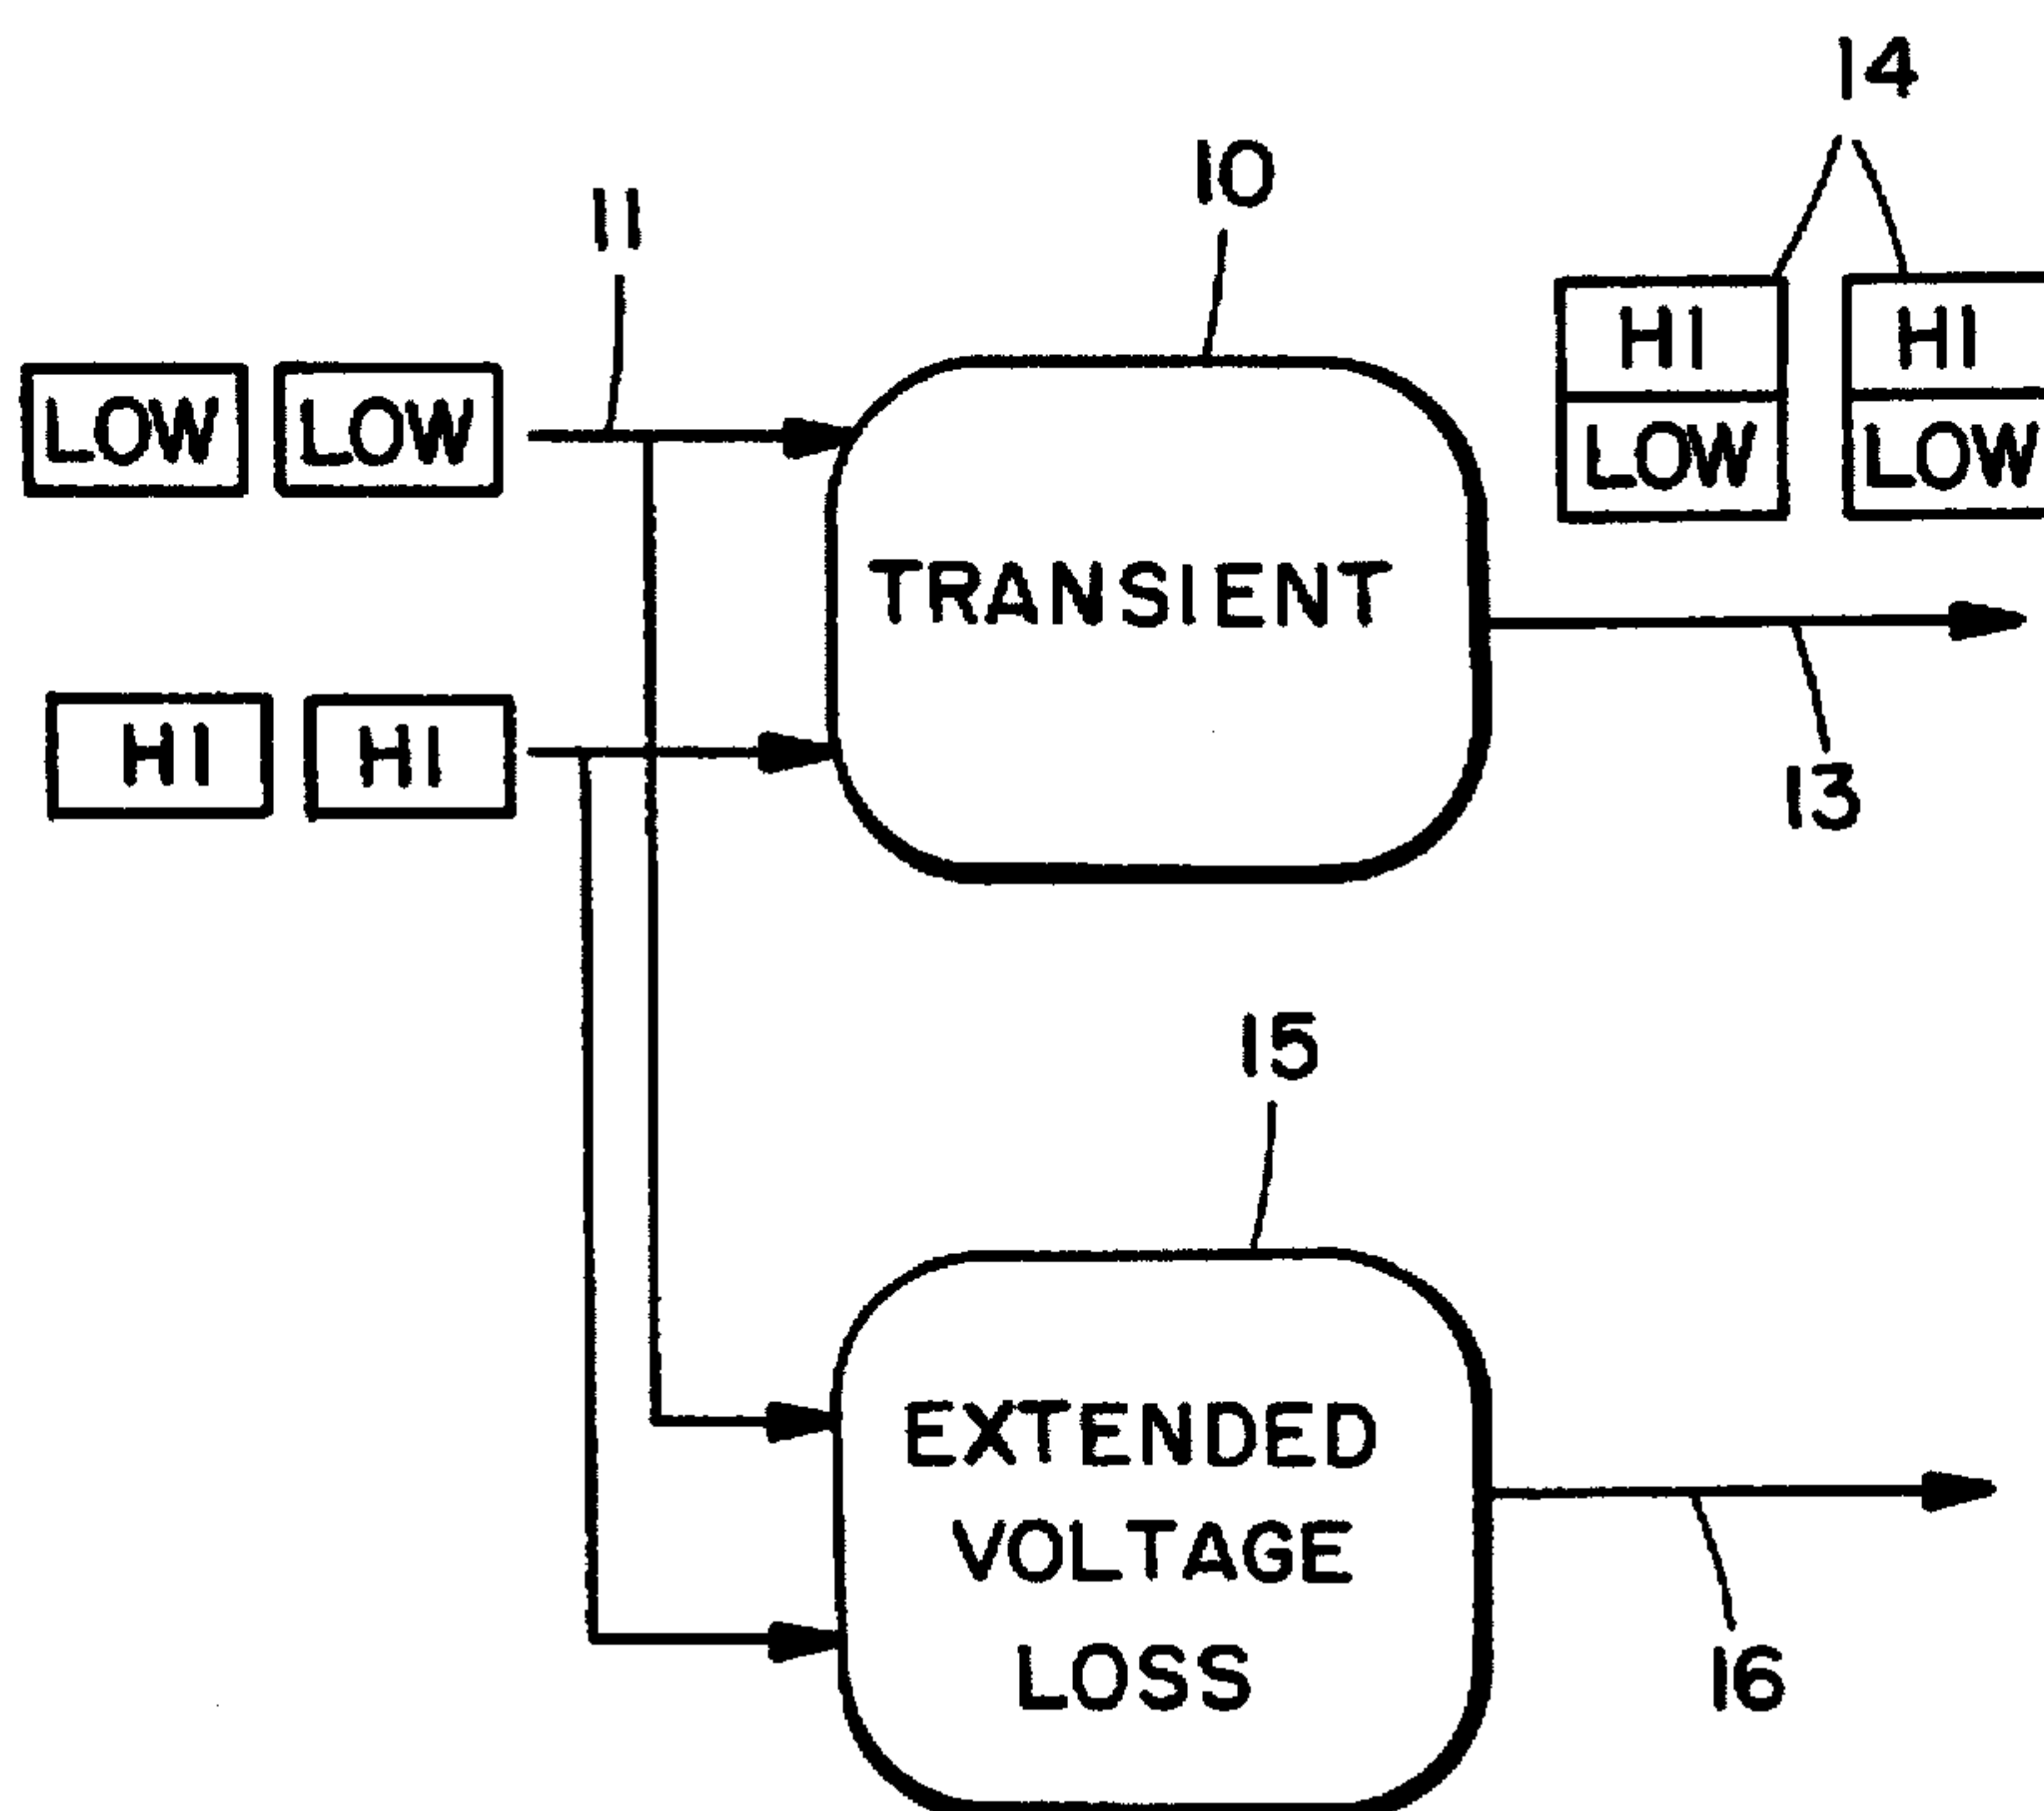 14
10
11
HI HI
LOW LOW
LOW LOW
TRANSIENT
HI HI
13
15
EXTENDED
VOLTAGE
LOSS
16